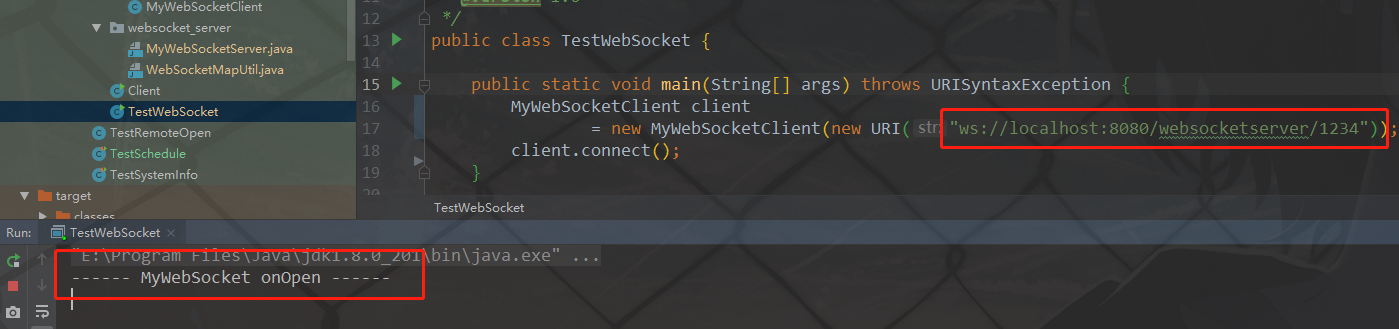 MyWebSocketClient
websocket_server
MyWebSocketServer.java
WebSocketMapUtil.java
Client
TestWebSocket
TestRemoteOpen
TestSchedule
TestSystemInfo
target
classes
12 */
13 public class TestWebSocket {
14
15 public static void main(String[] args) throws URISyntaxException {
16 MyWebSocketClient client
17 = new MyWebSocketClient(new URI( "ws://localhost:8080/websocketserver/1234"));
18 client.connect();
19 }
TestWebSocket
Run: TestWebSocket ×
"E:\Program Files\Java\jdk1.8.0_201\bin\java.exe" ...
------ MyWebSocket onOpen ------